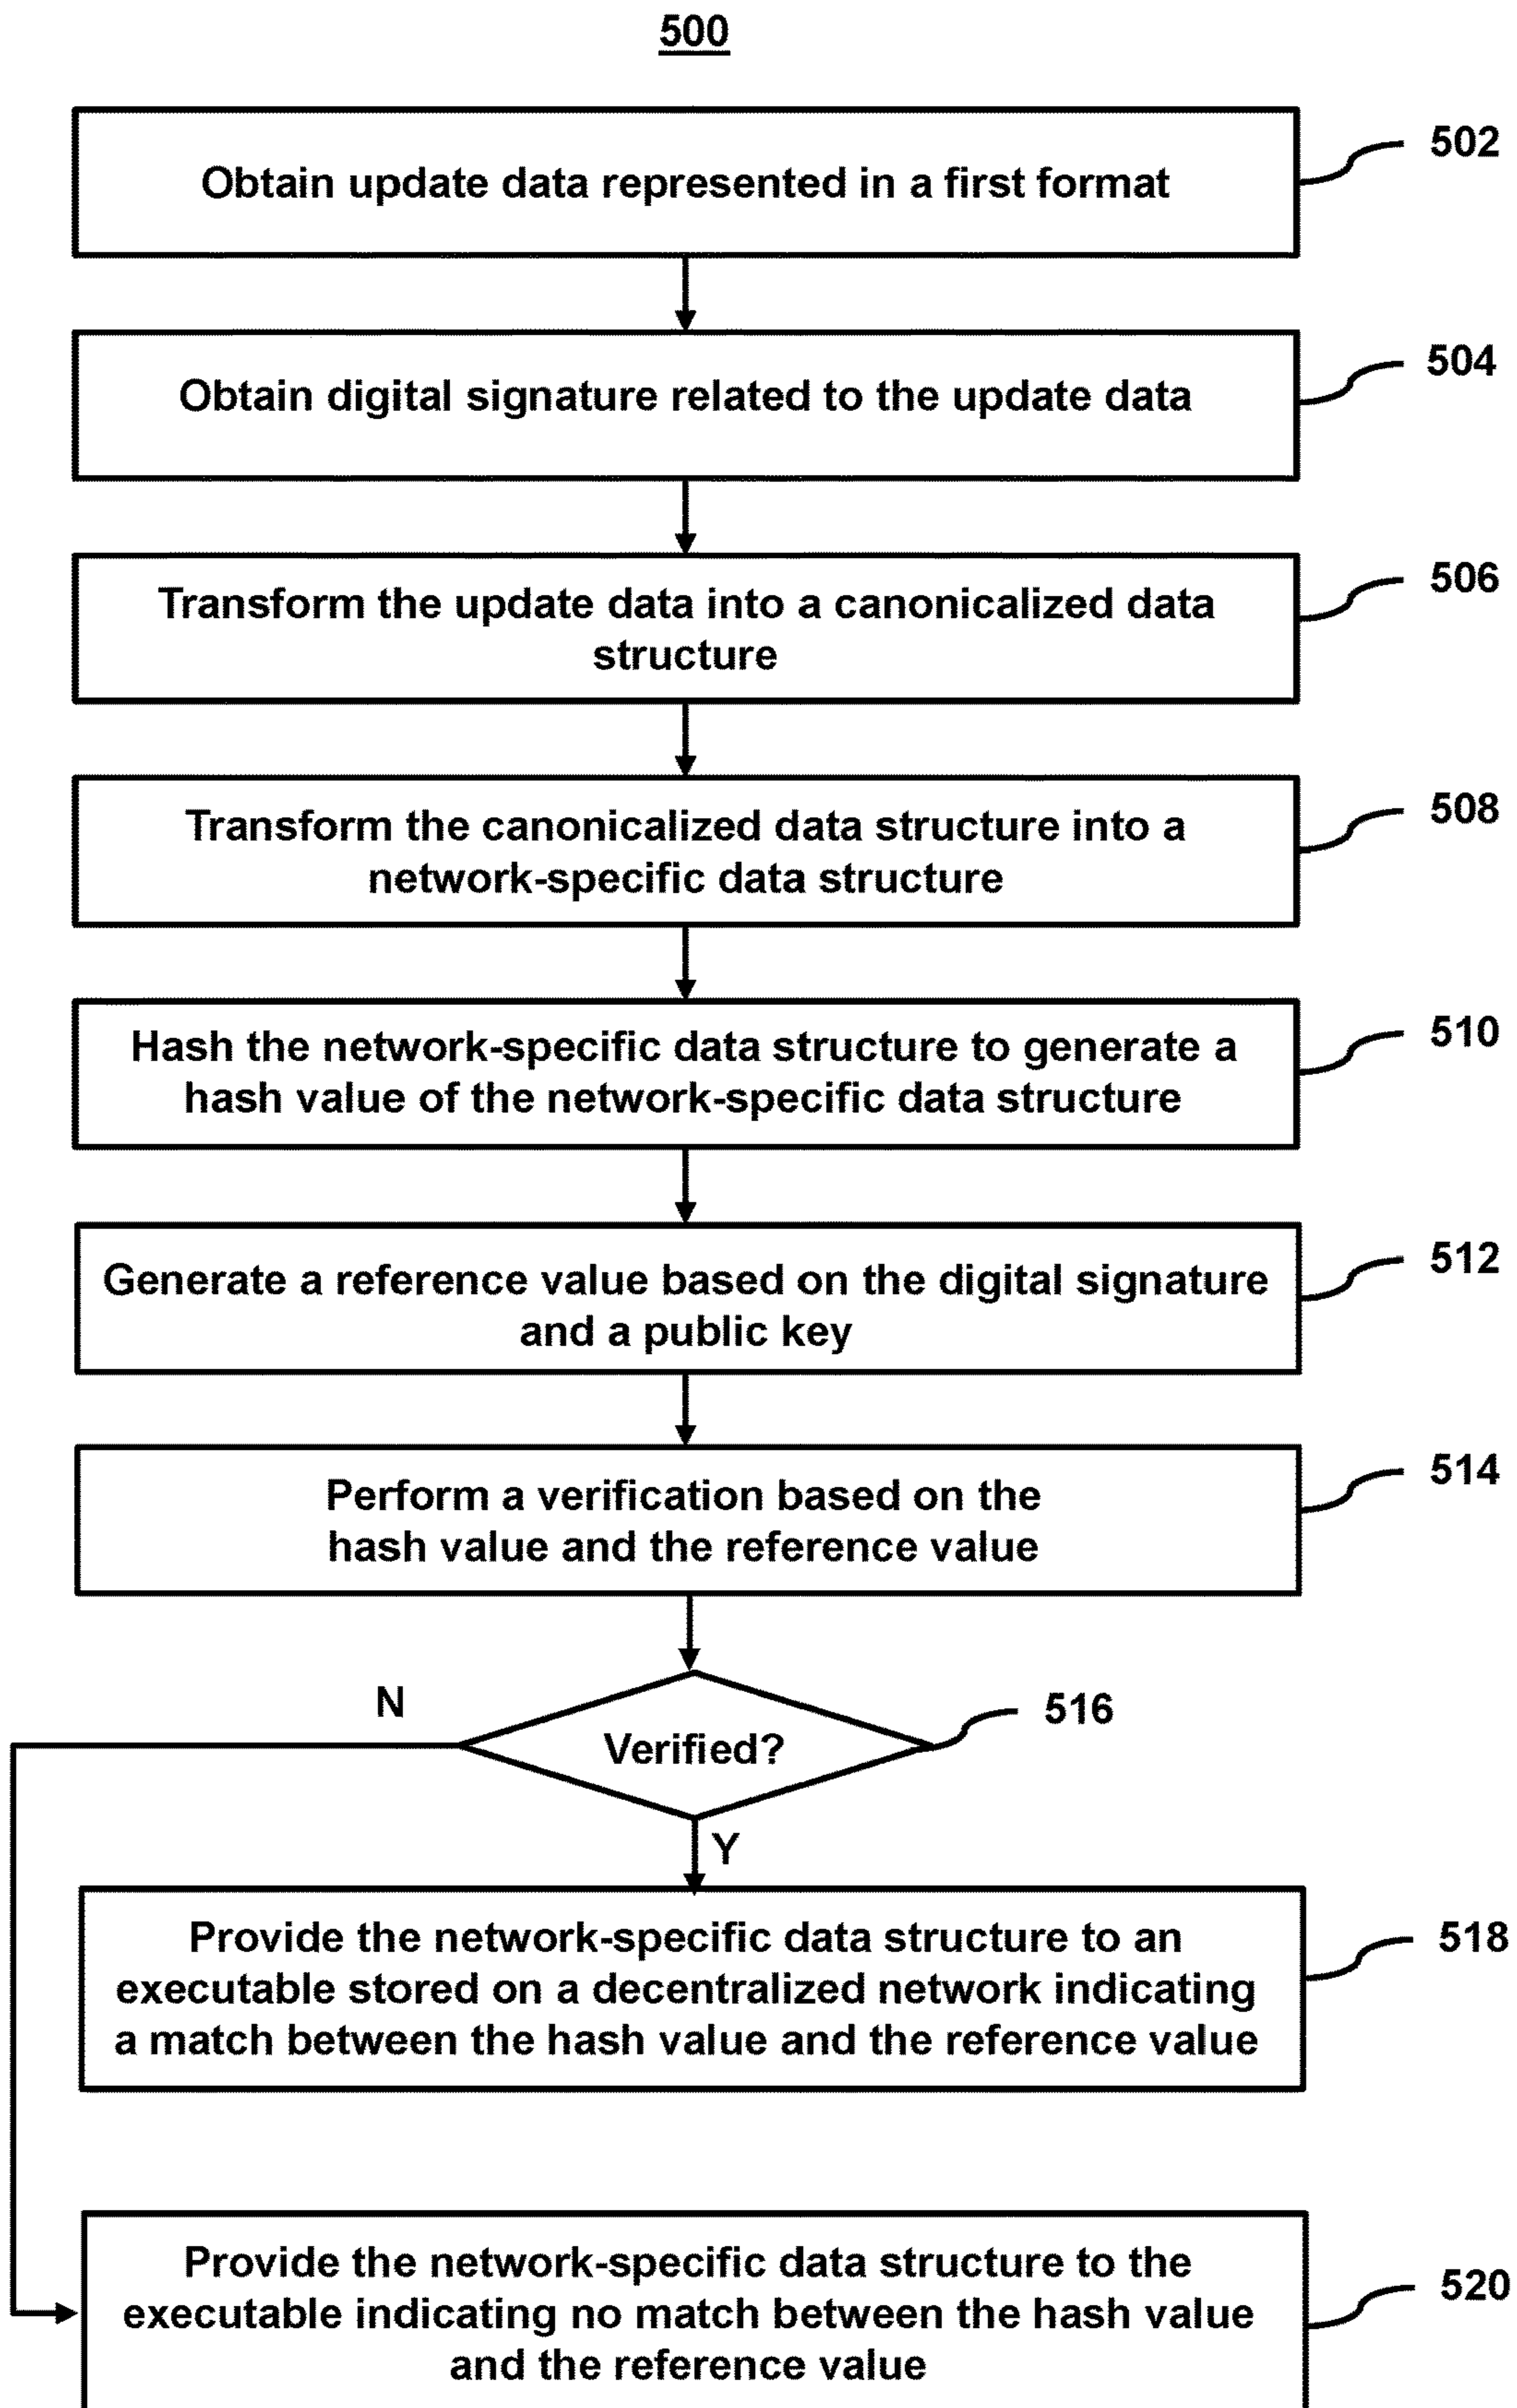 500
Obtain update data represented in a first format
502
Obtain digital signature related to the update data
504
Transform the update data into a canonicalized data
structure
506
Transform the canonicalized data structure into a
network-specific data structure
508
Hash the network-specific data structure to generate a
hash value of the network-specific data structure
510
Generate a reference value based on the digital signature
and a public key
512
Perform a verification based on the
hash value and the reference value
514
N
Verified?
516
Y
Provide the network-specific data structure to an
executable stored on a decentralized network indicating
a match between the hash value and the reference value
518
Provide the network-specific data structure to the
executable indicating no match between the hash value
and the reference value
520